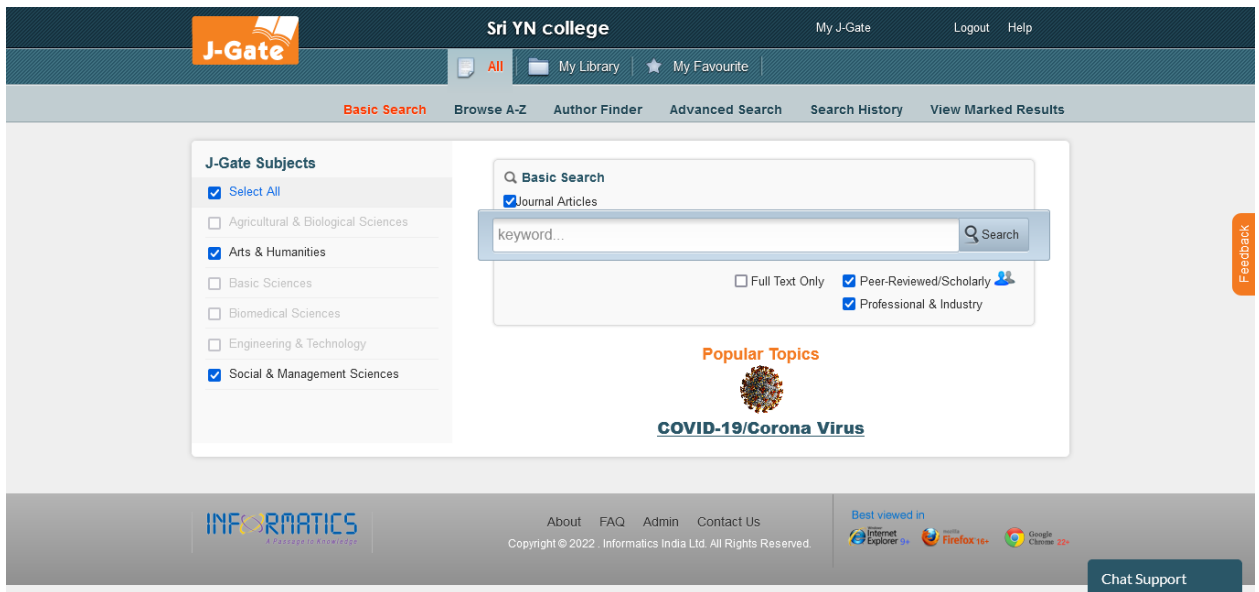 J-Gate
Sri YN college
My J-Gate
Logout
Help
All
My Library
My Favourite
Basic Search
Browse A-Z
Author Finder
Advanced Search
Search History
View Marked Results
J-Gate Subjects
Select All
Agricultural & Biological Sciences
Arts & Humanities
Basic Sciences
Biomedical Sciences
Engineering & Technology
Social & Management Sciences
Basic Search
Journal Articles
keyword...
Search
Full Text Only
Peer-Reviewed/Scholarly
Professional & Industry
Popular Topics
COVID-19/Corona Virus
Feedback
INFORMATICS
A Passage to Knowledge
About
FAQ
Admin
Contact Us
Copyright © 2022 . Informatics India Ltd. All Rights Reserved.
Best viewed in
Windows
Internet
Explorer 9+
mozilla
Firefox 16+
Google
Chrome 22+
Chat Support